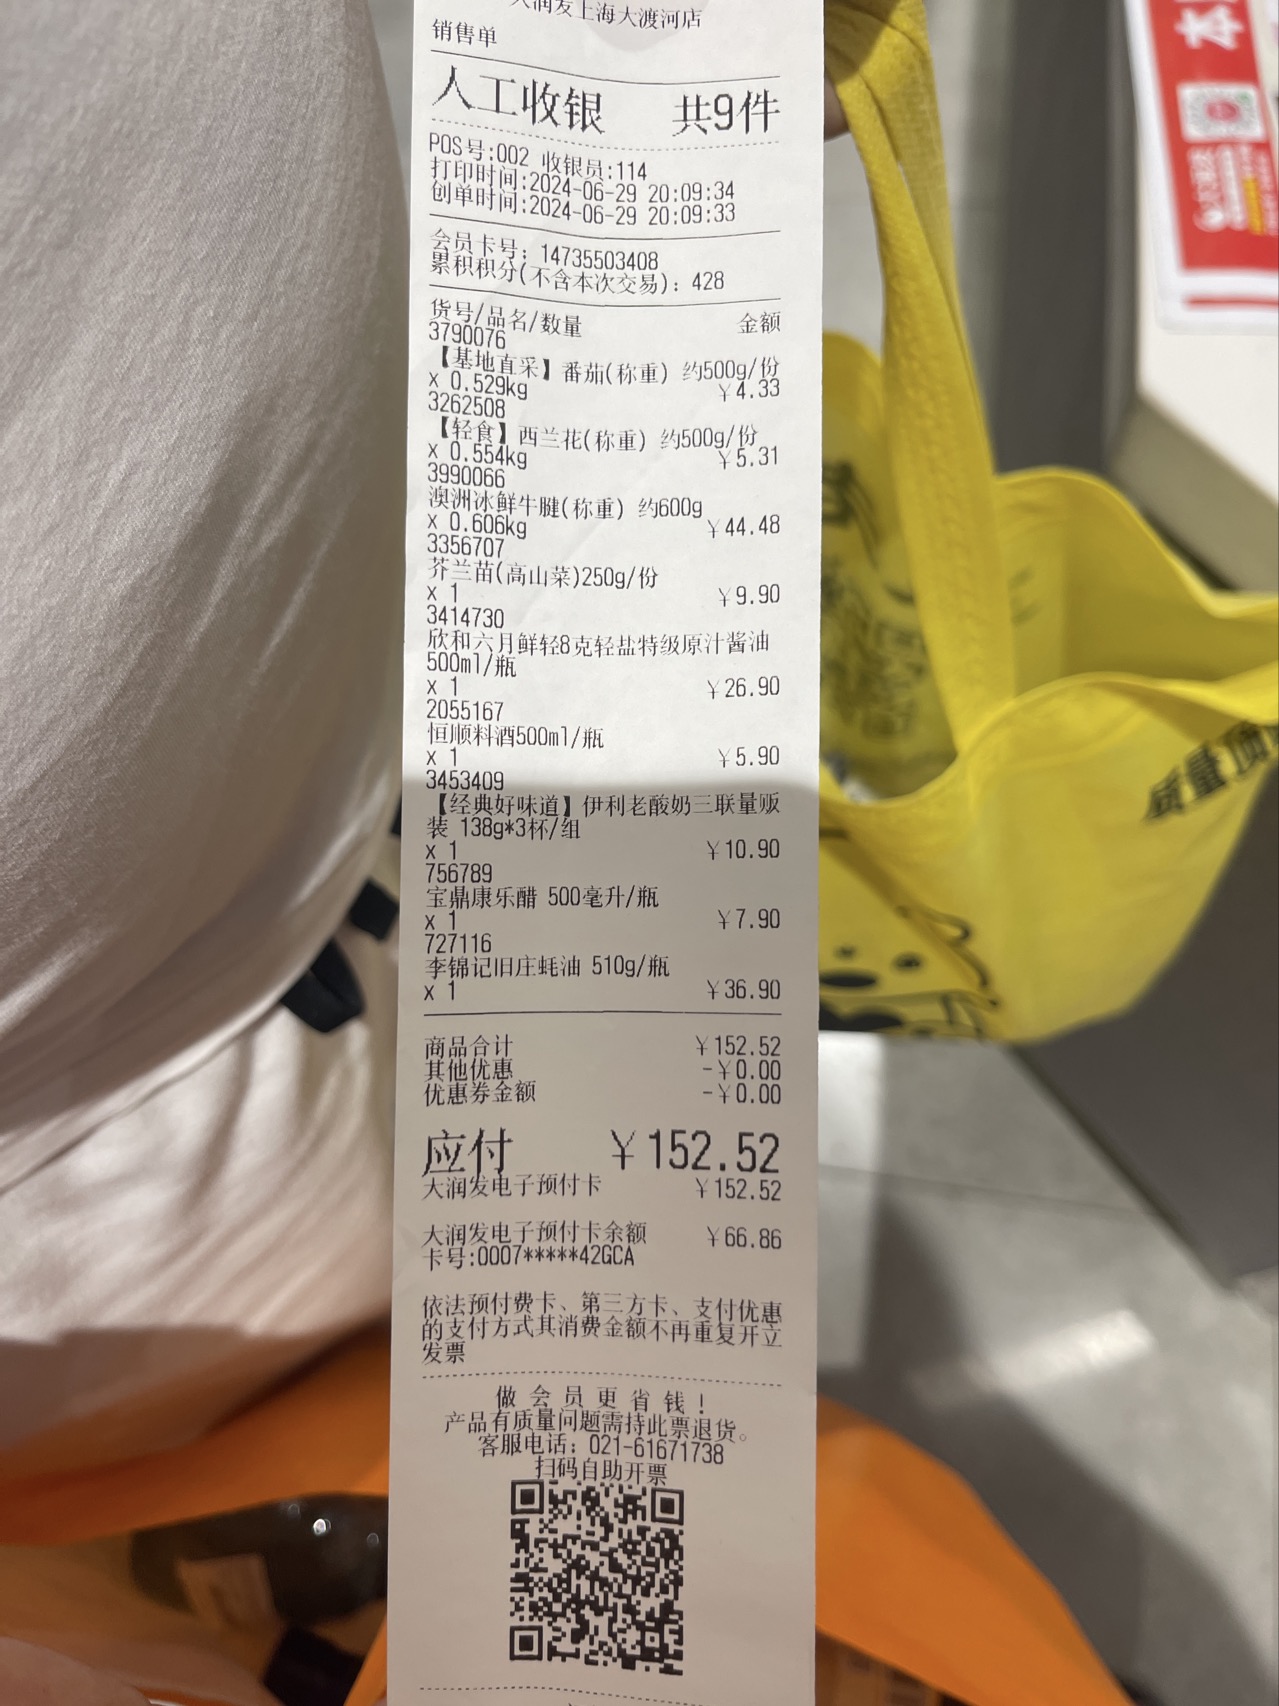 大润发上海大渡河店
销售单
人工收银 共9件
POS号:002 收银员:114
打印时间:2024-06-29 20:09:34
创单时间:2024-06-29 20:09:33
会员卡号: 14735503408
累积积分(不含本次交易): 428
货号/品名/数量 金额
3790076
【基地直采】番茄(称重) 约500g/份
x 0.529kg ￥4.33
3262508
【轻食】西兰花(称重) 约500g/份
x 0.554kg ￥5.31
3990066
澳洲冰鲜牛腱(称重) 约600g
x 0.606kg ￥44.48
3356707
芥兰苗(高山菜)250g/份
x 1 ￥9.90
3414730
欣和六月鲜轻8克轻盐特级原汁酱油
500ml/瓶
x 1 ￥26.90
2055167
恒顺料酒500ml/瓶
x 1 ￥5.90
3453409
【经典好味道】伊利老酸奶三联量贩
装 138g*3杯/组
x 1 ￥10.90
756789
宝鼎康乐醋 500毫升/瓶
x 1 ￥7.90
727116
李锦记旧庄蚝油 510g/瓶
x 1 ￥36.90
商品合计 ￥152.52
其他优惠 -￥0.00
优惠券金额 -￥0.00
应付 ￥152.52
大润发电子预付卡 ￥152.52
大润发电子预付卡余额 ￥66.86
卡号:0007*****42GCA
依法预付费卡、第三方卡、支付优惠
的支付方式其消费金额不再重复开立
发票
做会员更省钱!
产品有质量问题需持此票退货。
客服电话: 021-61671738
扫码自助开票
本
质量顶